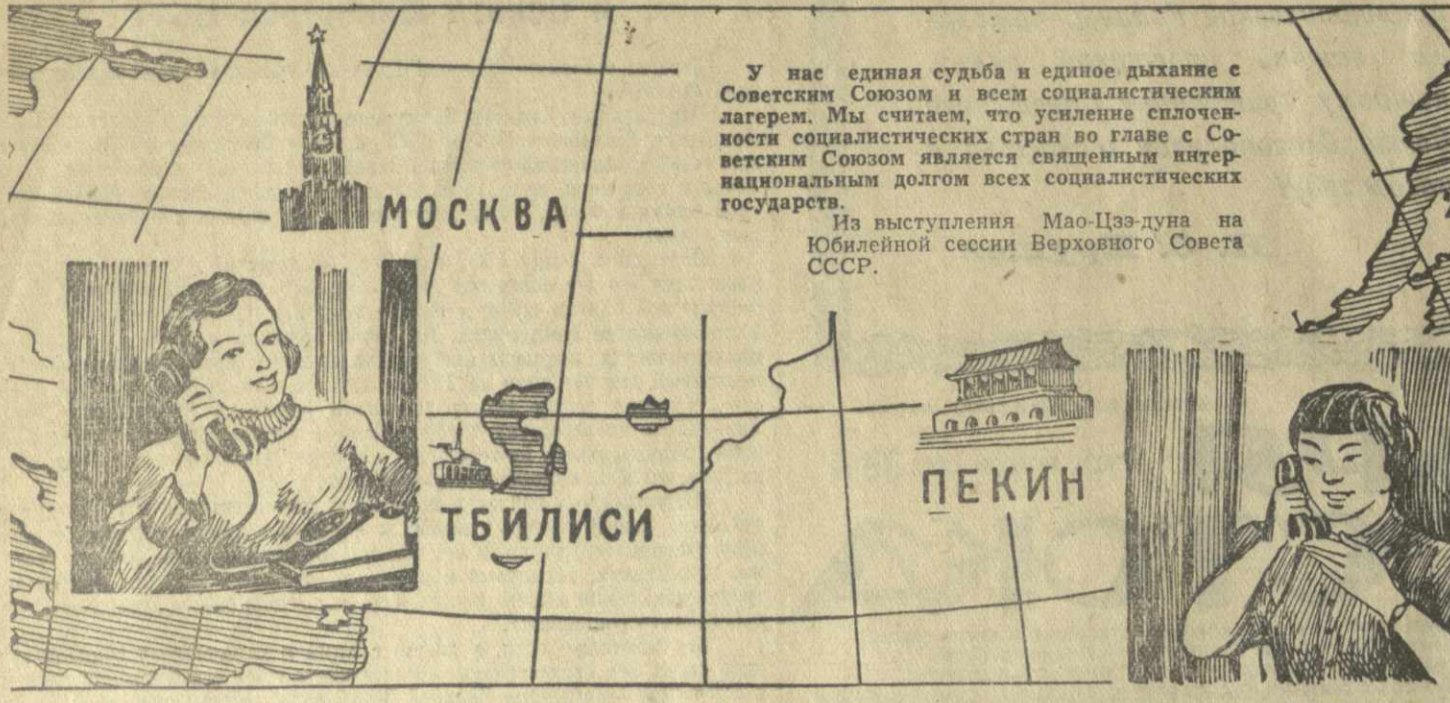 У нас единая судьба и единое дыхание с
Советским Союзом и всем социалистическим
лагерем. Мы считаем, что усиление сплочен-
ности социалистических стран во главе с Со-
ветским Союзом является священным интер-
национальным долгом всех социалистических
государств.
Из выступления Мао-Цзэ-дуна на
Юбилейной сессии Верховного Совета
СССР.
МОСКВА
ПЕКИН
ТБИЛИСИ